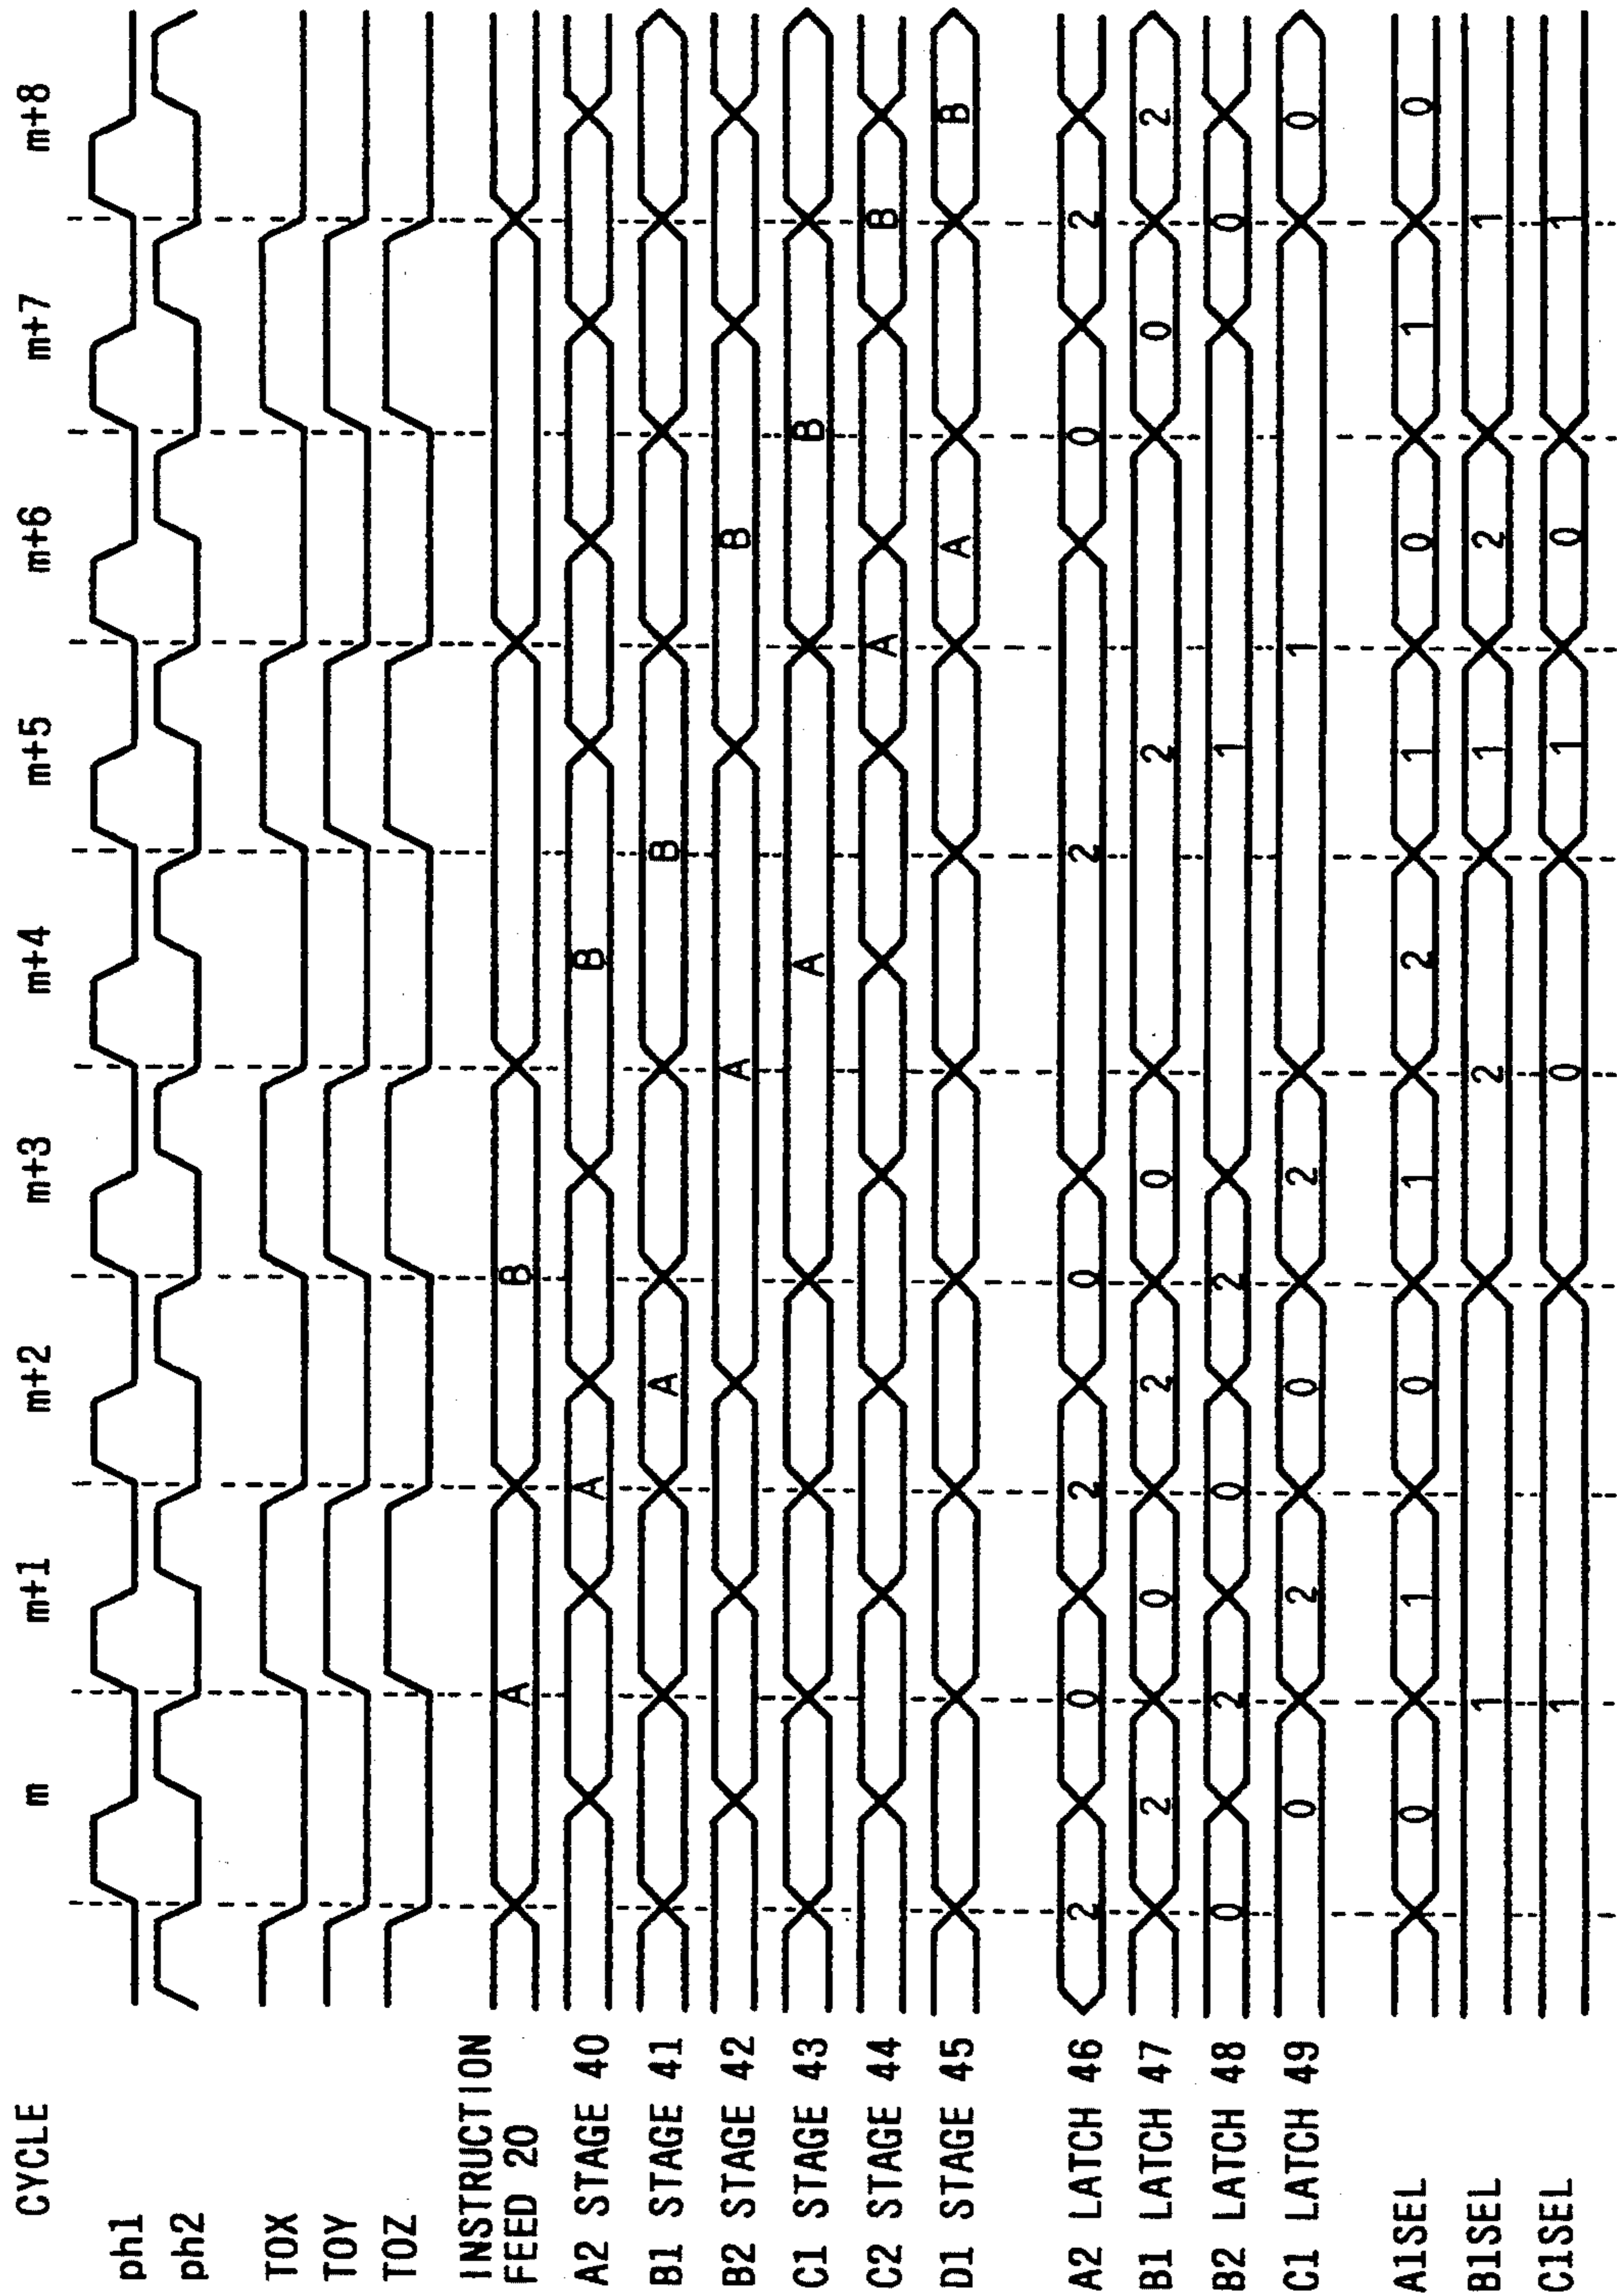 CYCLE m m+1 m+2 m+3 m+4 m+5 m+6 m+7 m+8
ph1
ph2
TOX
TOY
TOZ
INSTRUCTION
FEED 20 A B
A2 STAGE 40 A B
B1 STAGE 41 A B
B2 STAGE 42 A B
C1 STAGE 43 A B
C2 STAGE 44 A B
D1 STAGE 45 A B
A2 LATCH 46 2 0 2 0 2 0 2
B1 LATCH 47 2 0 2 0 2 0 2
B2 LATCH 48 0 2 0 2 1 0
C1 LATCH 49 0 2 0 2 1 0
A1SEL 0 1 0 1 2 1 0 1 0
B1SEL 1 2 1 2 1
C1SEL 1 0 1 0 1